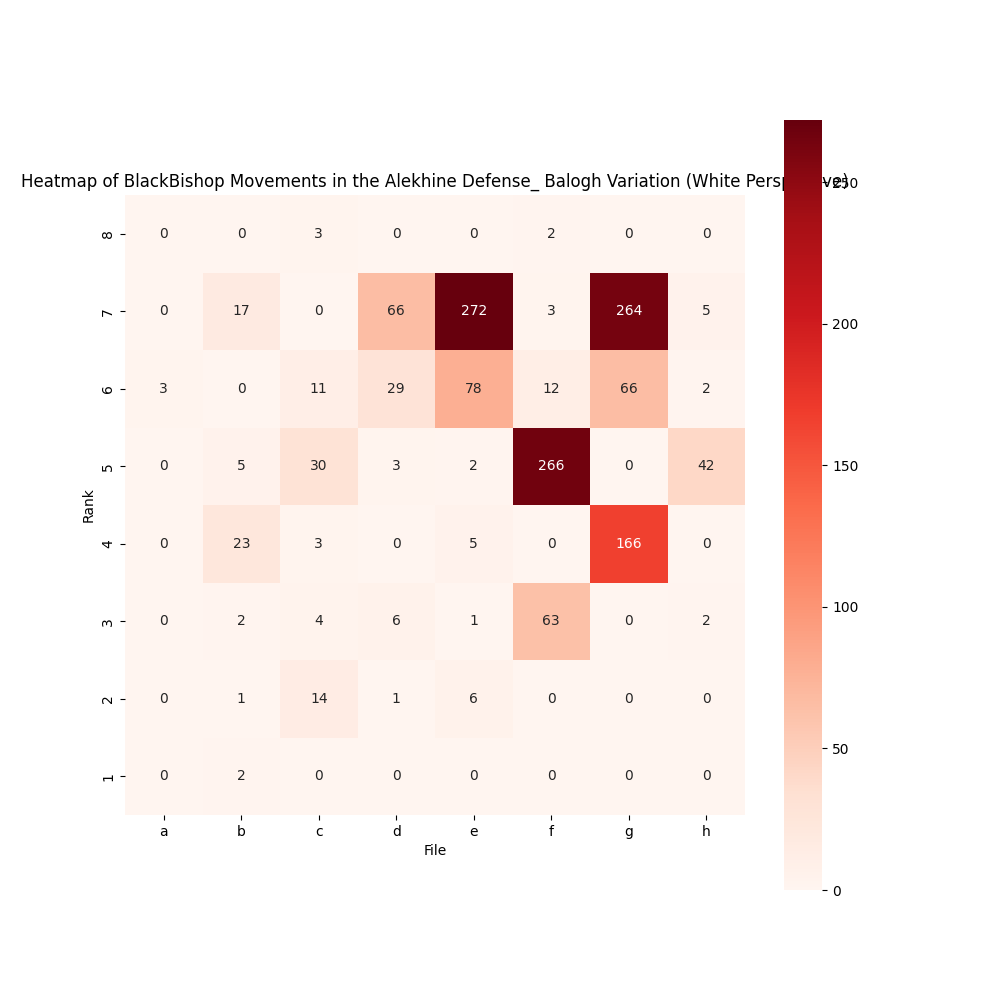 Heatmap of BlackBishop Movements in the Alekhine Defense_ Balogh Variation (White
8 0 0 3 0 0 2 0 0
7 0 17 0 66 272 3 264 5
6 3 0 11 29 78 12 66 2
5 0 5 30 3 2 266 0 42
4 0 23 3 0 5 0 166 0
3 0 2 4 6 1 63 0 2
2 0 1 14 1 6 0 0 0
1 0 2 0 0 0 0 0 0
a b c d e f g h
File
Rank
250
200
150
100
50
0